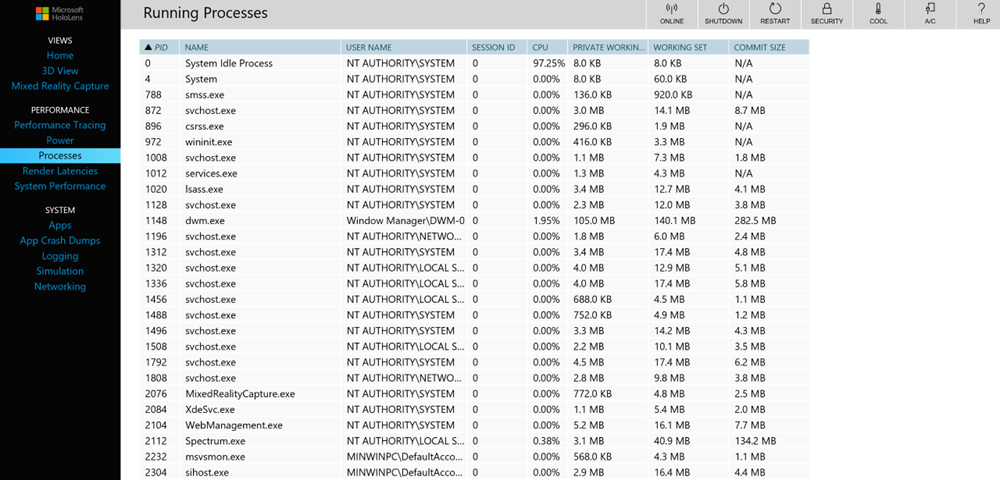 Microsoft
HoloLens
VIEWS
Home
3D View
Mixed Reality Capture
PERFORMANCE
Performance Tracing
Power
Processes
Render Latencies
System Performance
SYSTEM
Apps
App Crash Dumps
Logging
Simulation
Networking
Running Processes
ONLINE SHUTDOWN RESTART SECURITY COOL A/C HELP
▲ PID NAME USER NAME SESSION ID CPU PRIVATE WORKIN... WORKING SET COMMIT SIZE
0 System Idle Process NT AUTHORITY\SYSTEM 0 97.25% 8.0 KB 8.0 KB N/A
4 System NT AUTHORITY\SYSTEM 0 0.00% 8.0 KB 60.0 KB N/A
788 smss.exe NT AUTHORITY\SYSTEM 0 0.00% 136.0 KB 920.0 KB N/A
872 svchost.exe NT AUTHORITY\SYSTEM 0 0.00% 3.0 MB 14.1 MB 8.7 MB
896 csrss.exe NT AUTHORITY\SYSTEM 0 0.00% 296.0 KB 1.9 MB N/A
972 wininit.exe NT AUTHORITY\SYSTEM 0 0.00% 416.0 KB 3.3 MB N/A
1008 svchost.exe NT AUTHORITY\SYSTEM 0 0.00% 1.1 MB 7.3 MB 1.8 MB
1012 services.exe NT AUTHORITY\SYSTEM 0 0.00% 1.3 MB 4.3 MB N/A
1020 lsass.exe NT AUTHORITY\SYSTEM 0 0.00% 3.4 MB 12.7 MB 4.1 MB
1128 svchost.exe NT AUTHORITY\SYSTEM 0 0.00% 2.3 MB 12.0 MB 3.8 MB
1148 dwm.exe Window Manager\DWM-0 0 1.95% 105.0 MB 140.1 MB 282.5 MB
1196 svchost.exe NT AUTHORITY\NETWO... 0 0.00% 1.8 MB 6.0 MB 2.4 MB
1312 svchost.exe NT AUTHORITY\SYSTEM 0 0.00% 3.4 MB 17.4 MB 4.8 MB
1320 svchost.exe NT AUTHORITY\LOCAL S... 0 0.00% 4.0 MB 12.9 MB 5.1 MB
1336 svchost.exe NT AUTHORITY\LOCAL S... 0 0.00% 4.0 MB 17.4 MB 5.8 MB
1456 svchost.exe NT AUTHORITY\LOCAL S... 0 0.00% 688.0 KB 4.5 MB 1.1 MB
1488 svchost.exe NT AUTHORITY\SYSTEM 0 0.00% 752.0 KB 4.9 MB 1.2 MB
1496 svchost.exe NT AUTHORITY\SYSTEM 0 0.00% 3.3 MB 14.2 MB 4.3 MB
1508 svchost.exe NT AUTHORITY\LOCAL S... 0 0.00% 2.2 MB 10.1 MB 3.5 MB
1792 svchost.exe NT AUTHORITY\SYSTEM 0 0.00% 4.5 MB 17.4 MB 6.2 MB
1808 svchost.exe NT AUTHORITY\NETWO... 0 0.00% 2.8 MB 9.8 MB 3.8 MB
2076 MixedRealityCapture.exe NT AUTHORITY\SYSTEM 0 0.00% 772.0 KB 4.8 MB 2.5 MB
2084 XdeSvc.exe NT AUTHORITY\SYSTEM 0 0.00% 1.1 MB 5.4 MB 2.0 MB
2104 WebManagement.exe NT AUTHORITY\SYSTEM 0 0.00% 5.2 MB 16.1 MB 7.7 MB
2112 Spectrum.exe NT AUTHORITY\LOCAL S... 0 0.38% 3.1 MB 40.9 MB 134.2 MB
2232 msvsmon.exe MINWINPC\DefaultAcco... 0 0.00% 568.0 KB 4.3 MB 1.1 MB
2304 sihost.exe MINWINPC\DefaultAcco... 0 0.00% 2.9 MB 16.4 MB 4.4 MB